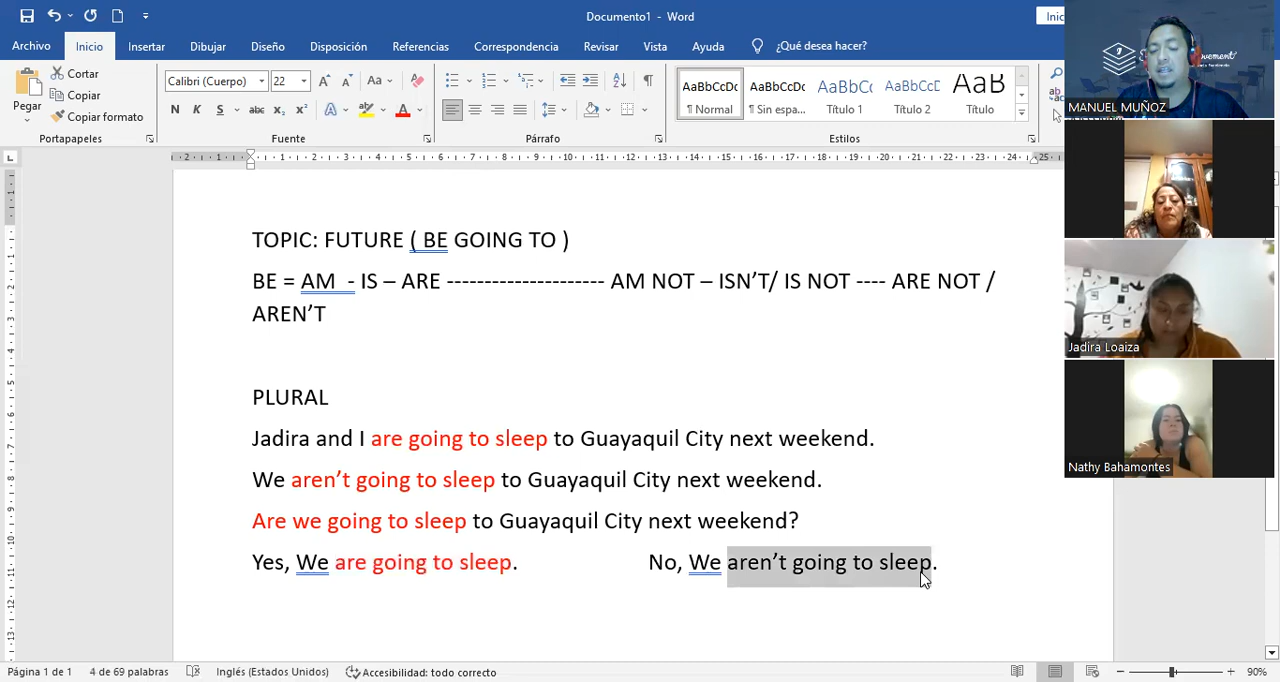 Documento1 - Word
Inic
Archivo Inicio Insertar Dibujar Diseño Disposición Referencias Correspondencia Revisar Vista Ayuda ¿Qué desea hacer?
Pegar
Cortar
Copiar
Copiar formato
Portapapeles
Calibri (Cuerpo) 22
N K S abc x₂ x²
Fuente
Párrafo
AaBbCcDc AaBbCcDc AaBbCc AaBbCcD AaB
¶ Normal ¶ Sin espa... Título 1 Título 2 Título
Estilos
MANUEL MUÑOZ
TOPIC: FUTURE ( BE GOING TO )
BE = AM - IS – ARE --------------------- AM NOT – ISN’T/ IS NOT ---- ARE NOT /
AREN’T
PLURAL
Jadira and I are going to sleep to Guayaquil City next weekend.
We aren’t going to sleep to Guayaquil City next weekend.
Are we going to sleep to Guayaquil City next weekend?
Yes, We are going to sleep. No, We aren’t going to sleep.
Jadira Loaiza
Nathy Bahamontes
Página 1 de 1 4 de 69 palabras Inglés (Estados Unidos) Accesibilidad: todo correcto 90%